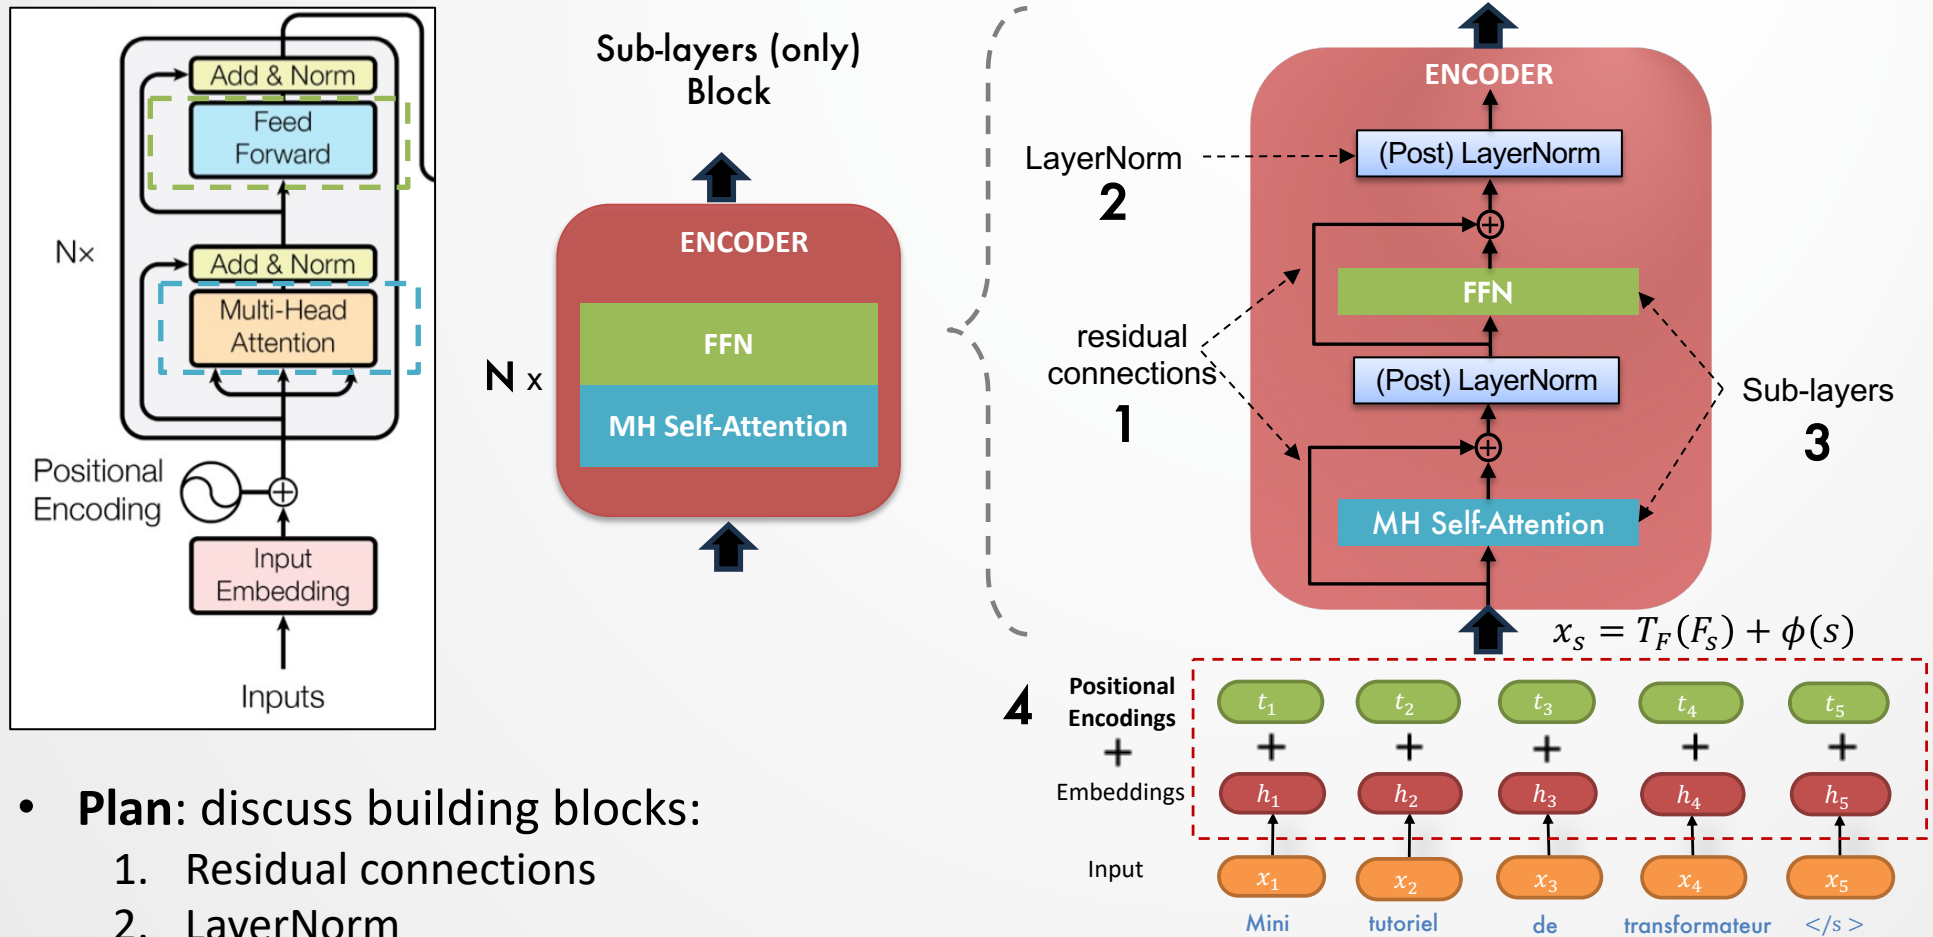 Add & Norm
Feed
Forward
N×
Add & Norm
Multi-Head
Attention
Positional
Encoding
Input
Embedding
Inputs
Sub-layers (only)
Block
ENCODER
FFN
N x
MH Self-Attention
ENCODER
(Post) LayerNorm
LayerNorm
2
FFN
residual
connections
1
(Post) LayerNorm
Sub-layers
3
MH Self-Attention
x_s = T_F(F_s) + ϕ(s)
4
Positional
Encodings
t_1 t_2 t_3 t_4 t_5
+ + + + + +
Embeddings
h_1 h_2 h_3 h_4 h_5
Input
x_1 x_2 x_3 x_4 x_5
Mini tutoriel de transformateur </s >
• Plan: discuss building blocks:
1. Residual connections
2. LayerNorm